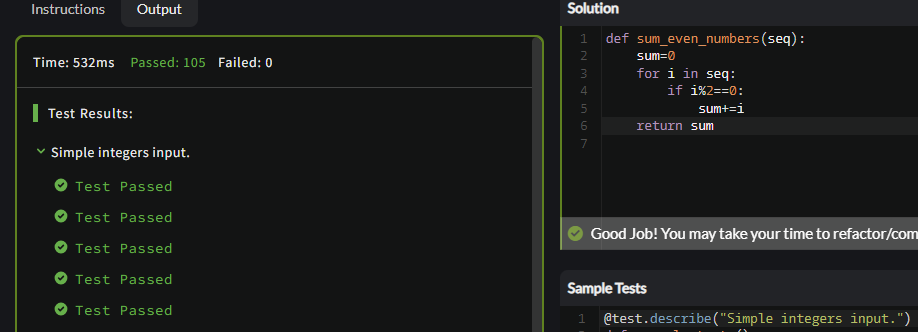 Instructions
Output
Time: 532ms Passed: 105 Failed: 0
Test Results:
Simple integers input.
Test Passed
Test Passed
Test Passed
Test Passed
Test Passed
Solution
1 def sum_even_numbers(seq):
2     sum=0
3     for i in seq:
4         if i%2==0:
5             sum+=i
6     return sum
7
Good Job! You may take your time to refactor/com
Sample Tests
1 @test.describe("Simple integers input.")